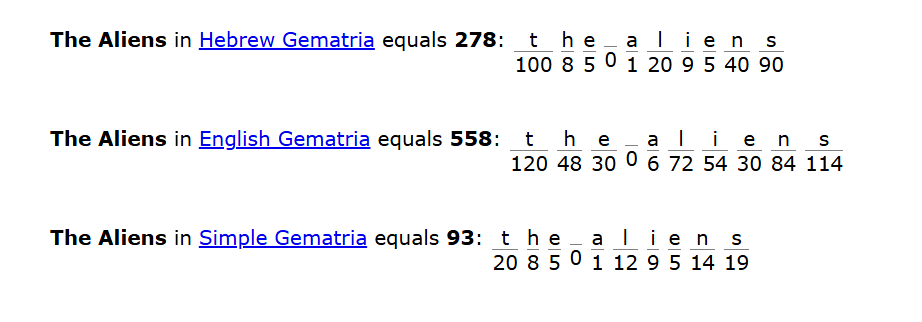 The Aliens in Hebrew Gematria equals 278: t h e _ a l i e n s
100 8 5 0 1 20 9 5 40 90
The Aliens in English Gematria equals 558: t h e _ a l i e n s
120 48 30 0 6 72 54 30 84 114
The Aliens in Simple Gematria equals 93: t h e _ a l i e n s
20 8 5 0 1 12 9 5 14 19